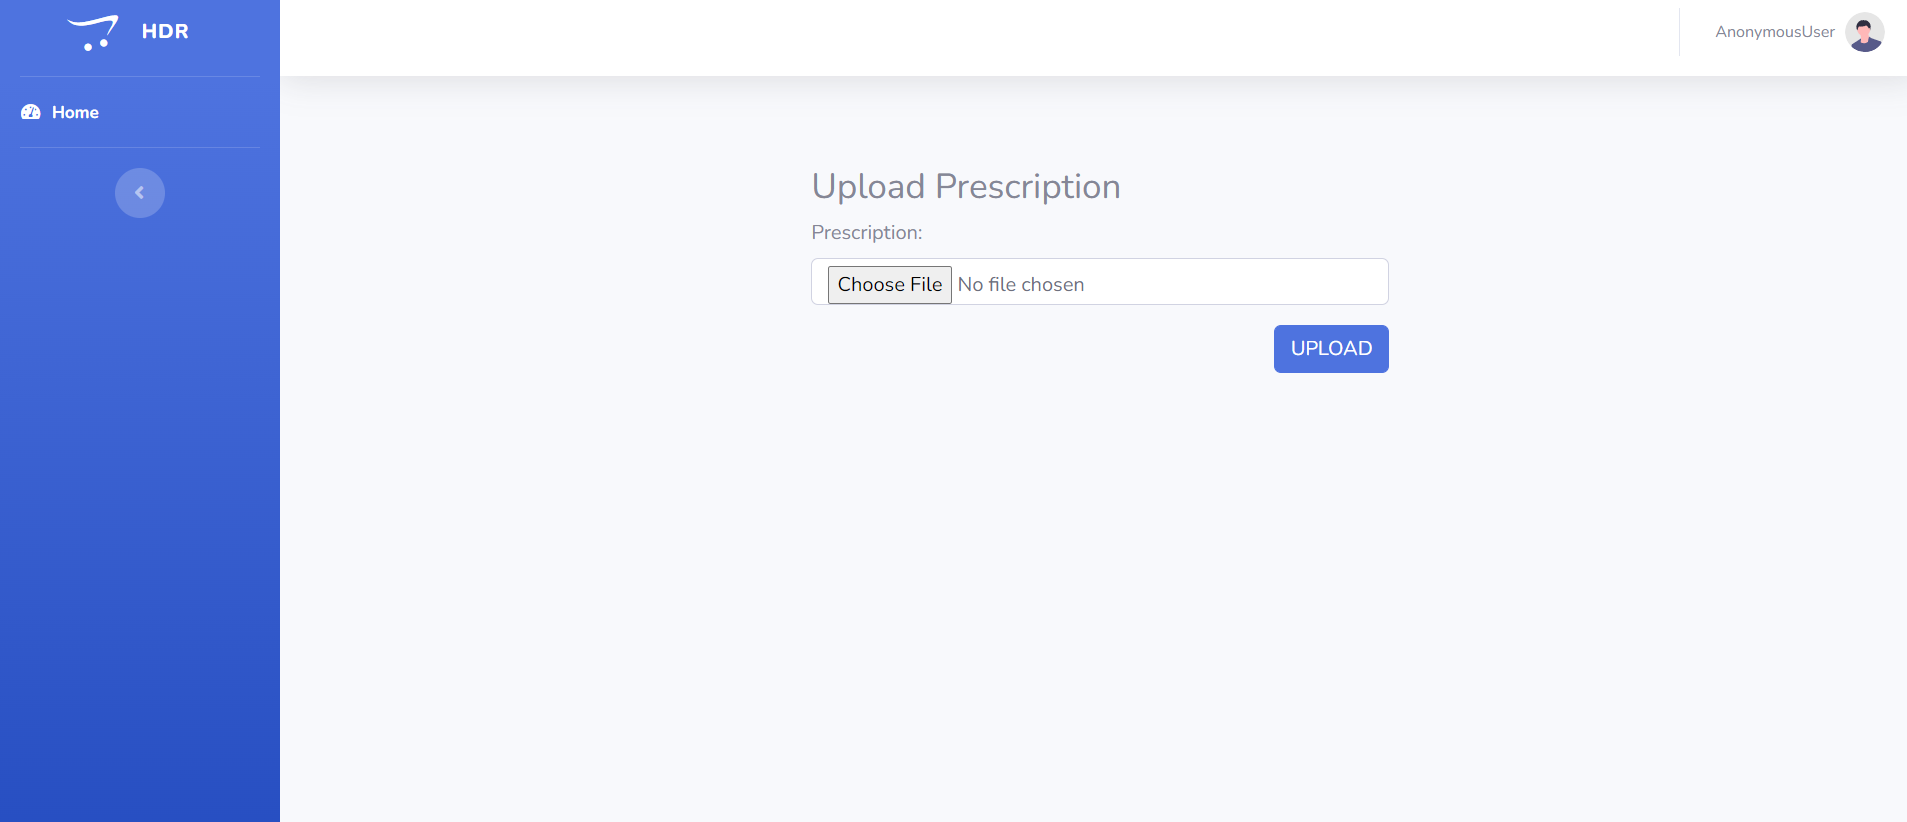 HDR
AnonymousUser
Home
Upload Prescription
Prescription:
Choose File No file chosen
UPLOAD